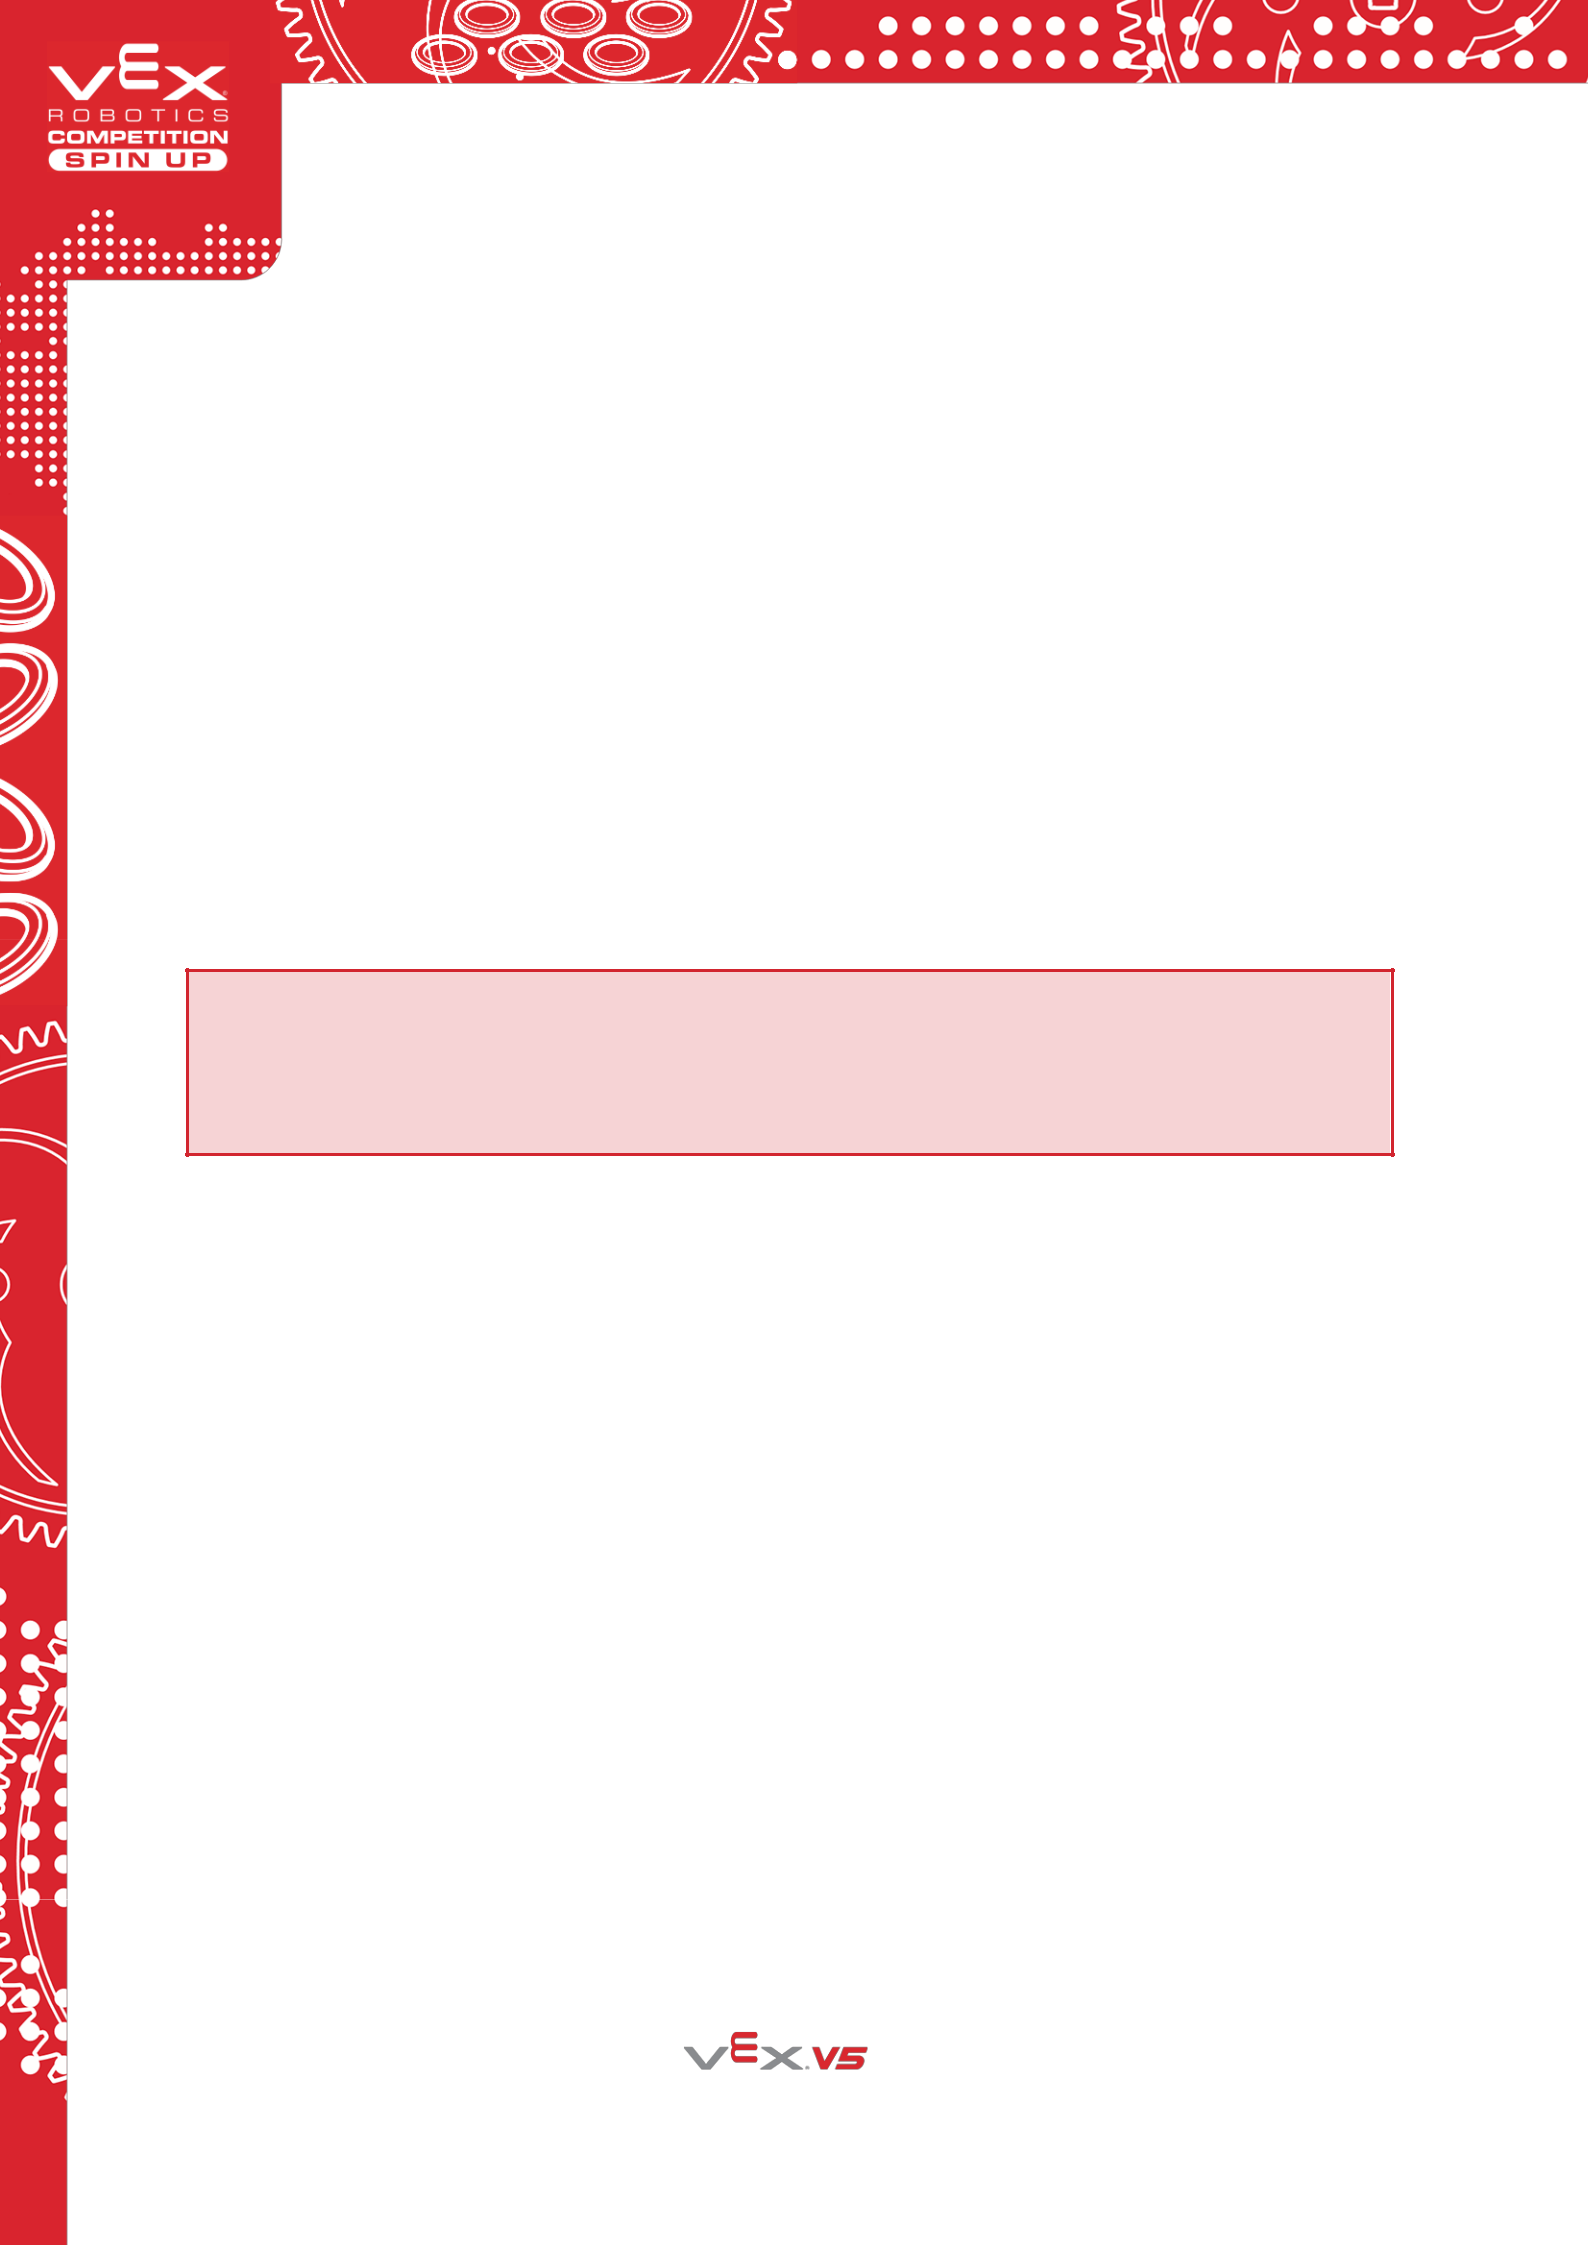 VEX
ROBOTICS
COMPETITION
SPIN UP
VEX V5